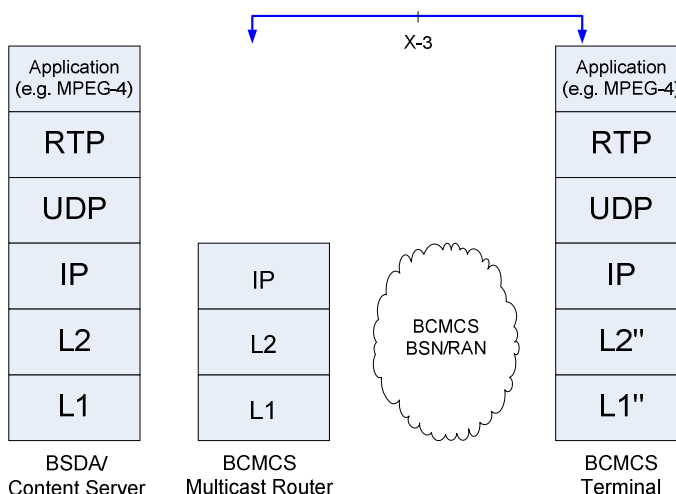 X-3
Application
(e.g. MPEG-4)
RTP
UDP
IP
L2
L1
BSDA/
Content Server
IP
L2
L1
BCMCS
Multicast Router
BCMCS
BSN/RAN
Application
(e.g. MPEG-4)
RTP
UDP
IP
L2"
L1"
BCMCS
Terminal